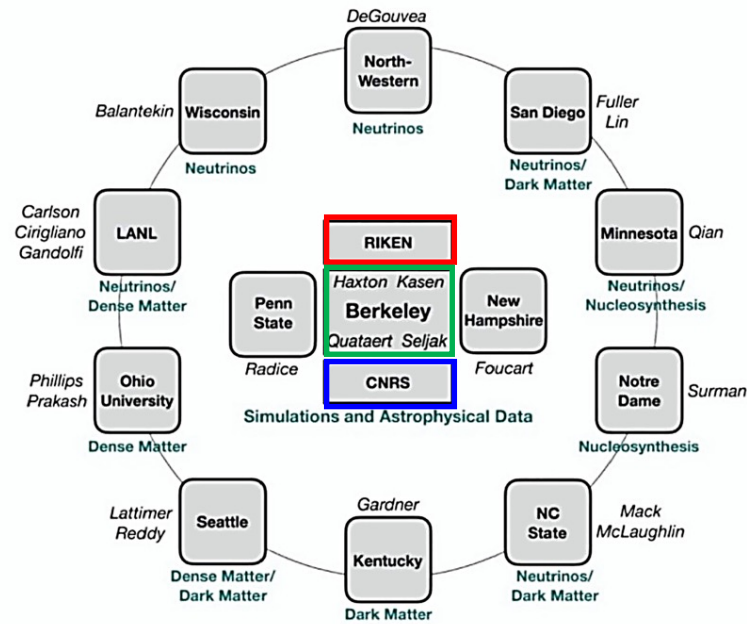 DeGouvea
North-
Western
Neutrinos
Balantekin
Wisconsin
Neutrinos
San Diego
Fuller
Lin
Neutrinos/
Dark Matter
Carlson
Cirigliano
Gandolfi
LANL
Neutrinos/
Dense Matter
Minnesota
Qian
Neutrinos/
Nucleosynthesis
RIKEN
Haxton Kasen
Berkeley
Quataert Seljak
CNRS
Penn
State
Radice
New
Hampshire
Foucart
Simulations and Astrophysical Data
Phillips
Prakash
Ohio
University
Dense Matter
Notre
Dame
Surman
Nucleosynthesis
Lattimer
Reddy
Seattle
Dense Matter/
Dark Matter
Gardner
Kentucky
Dark Matter
NC
State
Mack
McLaughlin
Neutrinos/
Dark Matter